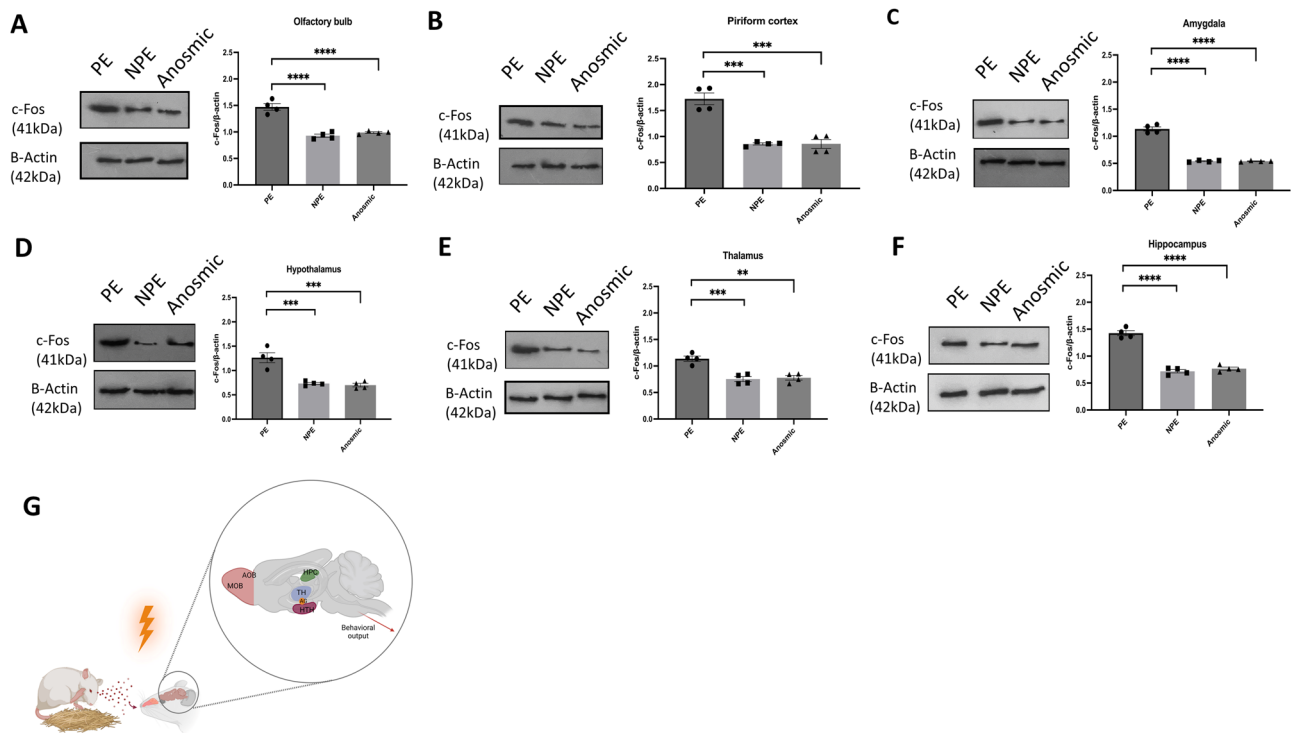 A
PE
NPE
Anosmic
c-Fos
(41kDa)
B-Actin
(42kDa)
Olfactory bulb
c-Fos/β-actin
2.5
2.0
1.5
1.0
0.5
0.0
****
****
PE
NPE
Anosmic
B
PE
NPE
Anosmic
c-Fos
(41kDa)
B-Actin
(42kDa)
Piriform cortex
c-Fos/β-actin
2.5
2.0
1.5
1.0
0.5
0.0
***
***
PE
NPE
Anosmic
C
PE
NPE
Anosmic
c-Fos
(41kDa)
B-Actin
(42kDa)
Amygdala
c-Fos/β-actin
2.5
2.0
1.5
1.0
0.5
0.0
****
****
PE
NPE
Anosmic
D
PE
NPE
Anosmic
c-Fos
(41kDa)
B-Actin
(42kDa)
Hypothalamus
c-Fos/β-actin
2.5
2.0
1.5
1.0
0.5
0.0
***
***
PE
NPE
Anosmic
E
PE
NPE
Anosmic
c-Fos
(41kDa)
B-Actin
(42kDa)
Thalamus
c-Fos/β-actin
2.5
2.0
1.5
1.0
0.5
0.0
**
***
PE
NPE
Anosmic
F
PE
NPE
Anosmic
c-Fos
(41kDa)
B-Actin
(42kDa)
Hippocampus
c-Fos/β-actin
2.5
2.0
1.5
1.0
0.5
0.0
****
****
PE
NPE
Anosmic
G
AOB
MOB
HPC
TH
AG
HTH
Behavioral
output